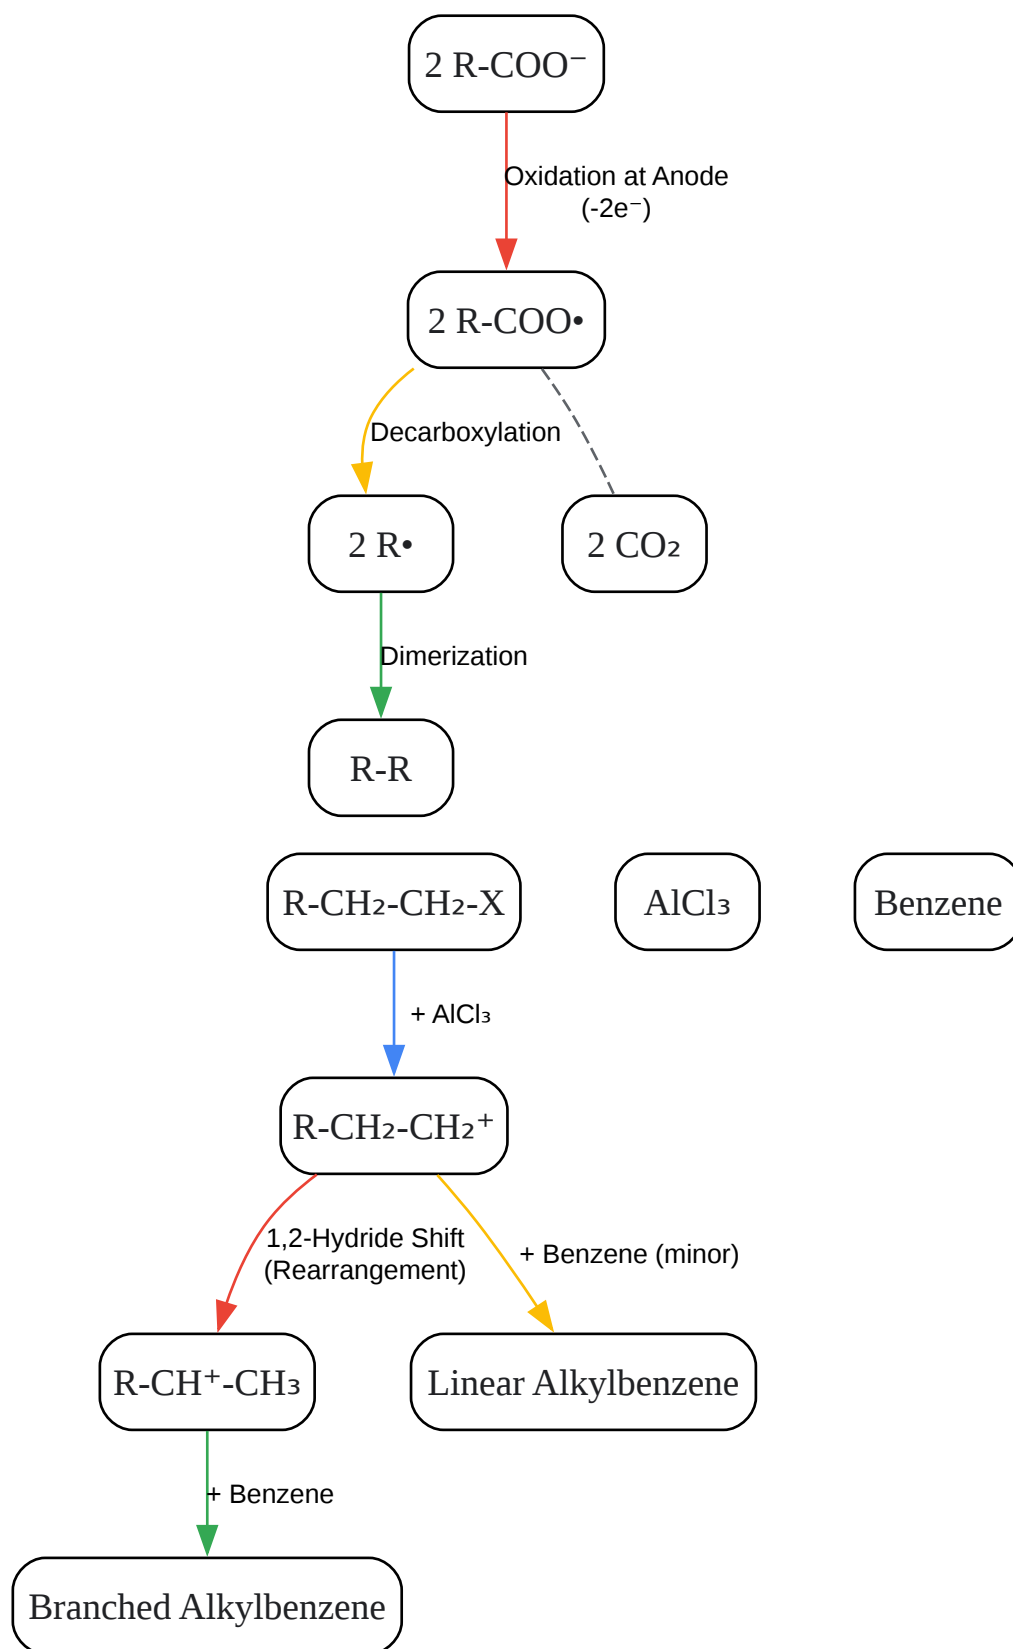 2 R-COO⁻
Oxidation at Anode
(-2e⁻)
2 R-COO•
Decarboxylation
2 R•
2 CO₂
Dimerization
R-R
R-CH₂-CH₂-X
AlCl₃
Benzene
+ AlCl₃
R-CH₂-CH₂⁺
1,2-Hydride Shift
(Rearrangement)
+ Benzene (minor)
R-CH⁺-CH₃
Linear Alkylbenzene
+ Benzene
Branched Alkylbenzene